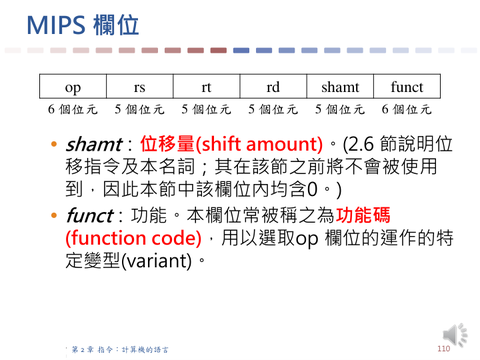 MIPS 欄位
op rs rt rd shamt funct
6 個位元 5 個位元 5 個位元 5 個位元 5 個位元 6 個位元
• shamt：位移量(shift amount)。(2.6 節說明位
移指令及本名詞；其在該節之前將不會被使用
到，因此本節中該欄位內均含0。)
• funct：功能。本欄位常被稱之為功能碼
(function code)，用以選取op 欄位的運作的特
定變型(variant)。
第 2 章 指令：計算機的語言
110